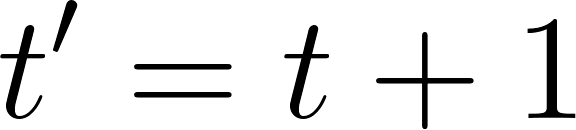 t′ = t + 1